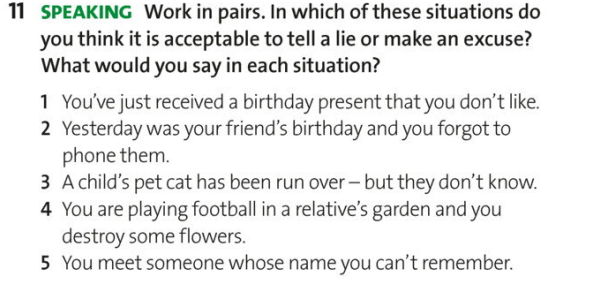 11 SPEAKING Work in pairs. In which of these situations do
you think it is acceptable to tell a lie or make an excuse?
What would you say in each situation?
1 You've just received a birthday present that you don't like.
2 Yesterday was your friend's birthday and you forgot to
phone them.
3 A child's pet cat has been run over – but they don't know.
4 You are playing football in a relative's garden and you
destroy some flowers.
5 You meet someone whose name you can't remember.